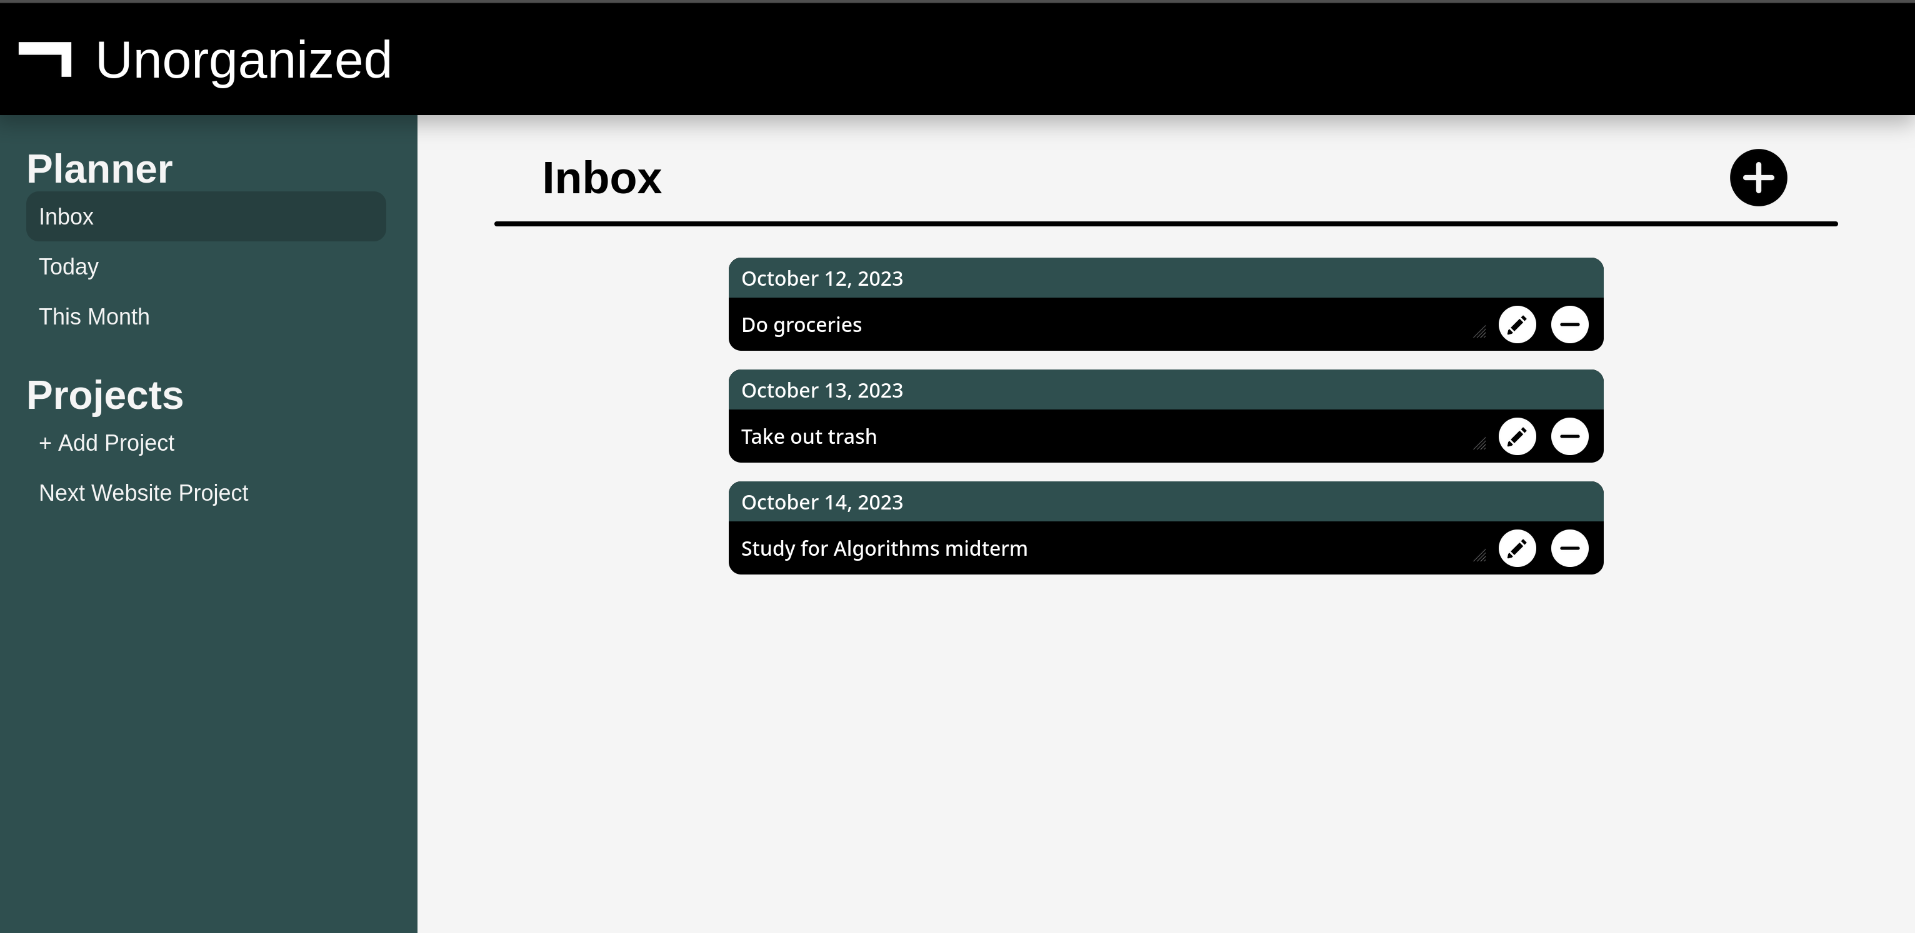 Unorganized
Planner
Inbox
Today
This Month
Projects
+ Add Project
Next Website Project
Inbox
October 12, 2023
Do groceries
October 13, 2023
Take out trash
October 14, 2023
Study for Algorithms midterm